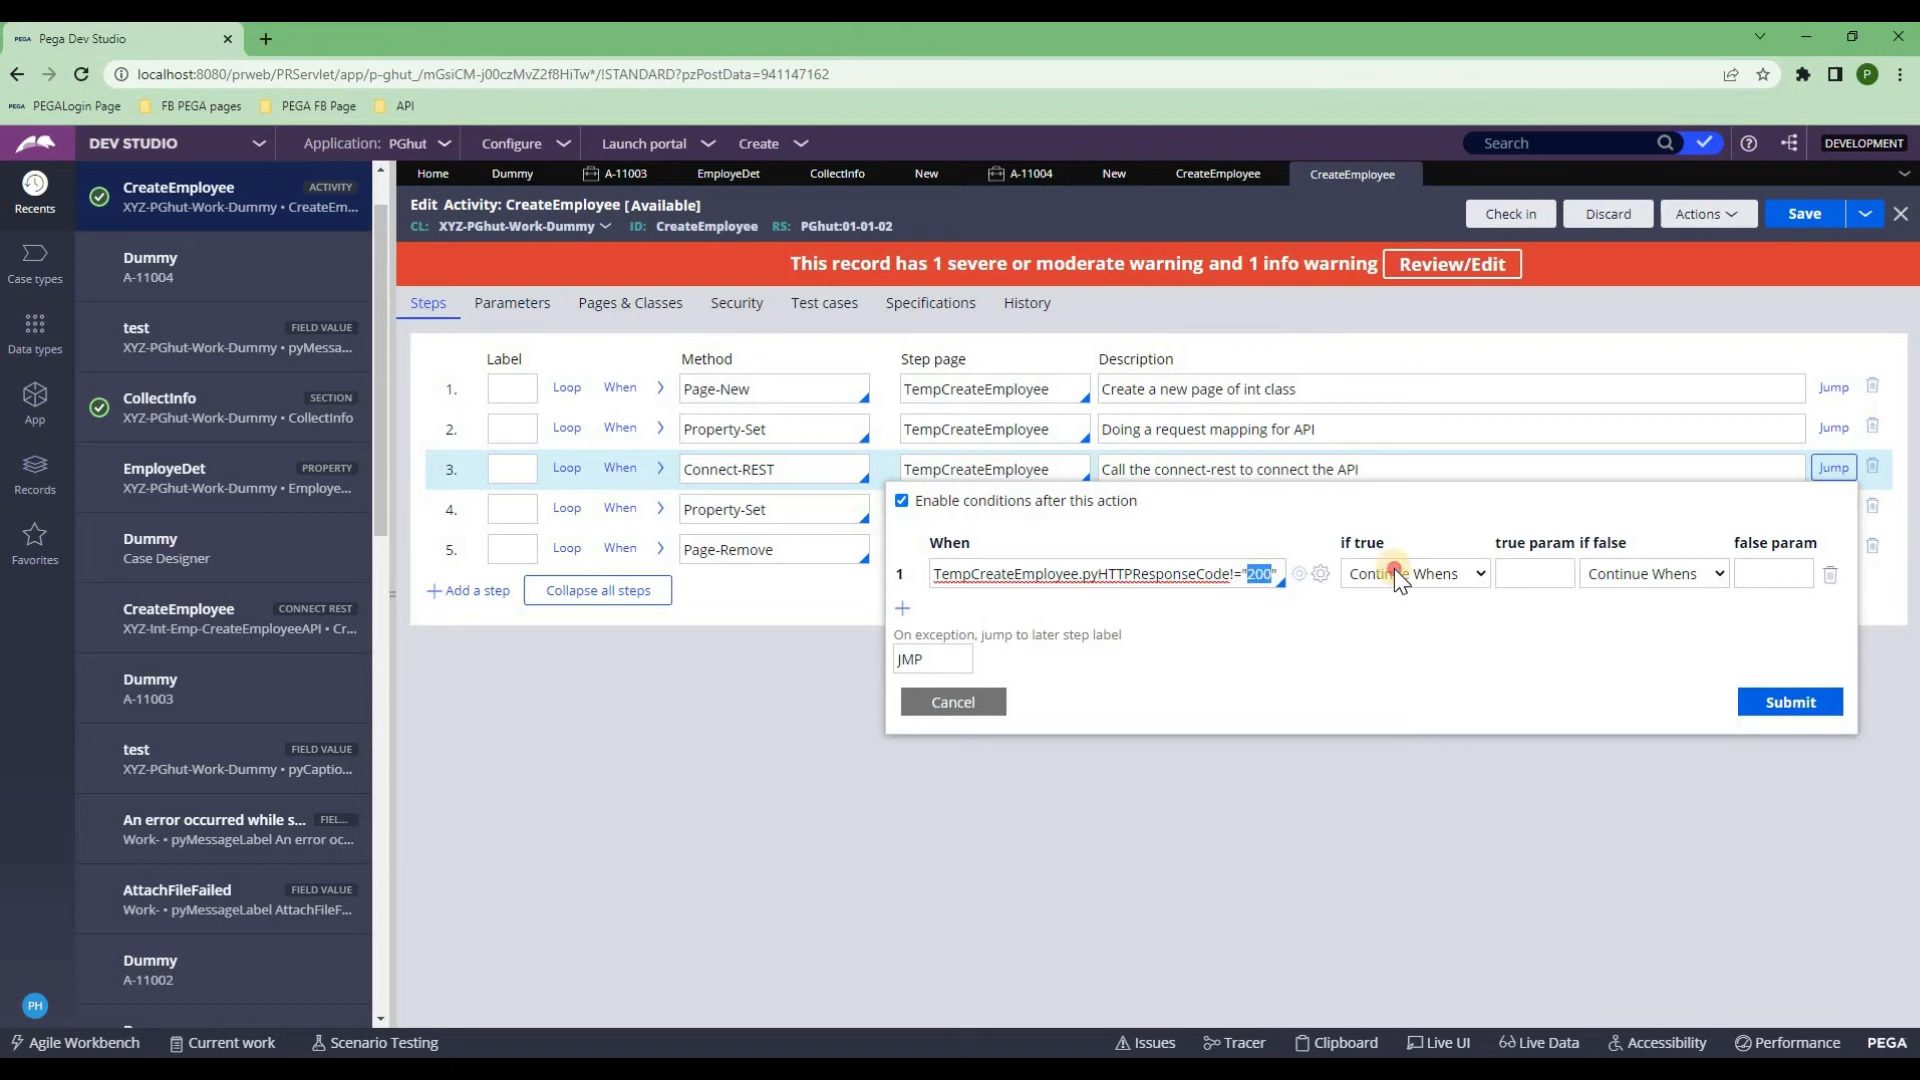 PEGA Pega Dev Studio
localhost:8080/prweb/PRServlet/app/p-ghut_/mGsiCM-j00czMvZ2f8HiTw*/!STANDARD?pzPostData=941147162
P
PEGA PEGALogin Page FB PEGA pages PEGA FB Page API
DEV STUDIO Application: PGhut Configure Launch portal Create Search DEVELOPMENT
Home Dummy A-11003 EmployeDet CollectInfo New A-11004 New CreateEmployee CreateEmployee
Recents
Case types
Data types
App
Records
Favorites
PH
CreateEmployee ACTIVITY
XYZ-PGhut-Work-Dummy • CreateEm...
Dummy
A-11004
test FIELD VALUE
XYZ-PGhut-Work-Dummy • pyMessa...
CollectInfo SECTION
XYZ-PGhut-Work-Dummy • CollectInfo
EmployeDet PROPERTY
XYZ-PGhut-Work-Dummy • Employe...
Dummy
Case Designer
CreateEmployee CONNECT REST
XYZ-Int-Emp-CreateEmployeeAPI • Cr...
Dummy
A-11003
test FIELD VALUE
XYZ-PGhut-Work-Dummy • pyCaptio...
An error occurred while s... FIEL...
Work- • pyMessageLabel An error oc...
AttachFileFailed FIELD VALUE
Work- • pyMessageLabel AttachFileF...
Dummy
A-11002
Edit Activity: CreateEmployee [Available]
CL: XYZ-PGhut-Work-Dummy ID: CreateEmployee RS: PGhut:01-01-02
Check in Discard Actions Save
This record has 1 severe or moderate warning and 1 info warning Review/Edit
Steps Parameters Pages & Classes Security Test cases Specifications History
Label Method Step page Description
1. Loop When Page-New TempCreateEmployee Create a new page of int class Jump
2. Loop When Property-Set TempCreateEmployee Doing a request mapping for API Jump
3. Loop When Connect-REST TempCreateEmployee Call the connect-rest to connect the API Jump
4. Loop When Property-Set
5. Loop When Page-Remove
Add a step Collapse all steps
Enable conditions after this action
When if true true param if false false param
1 TempCreateEmployee.pyHTTPResponseCode!="200" Continue Whens Continue Whens
On exception, jump to later step label
JMP
Cancel Submit
Agile Workbench Current work Scenario Testing Issues Tracer Clipboard Live UI Live Data Accessibility Performance PEGA